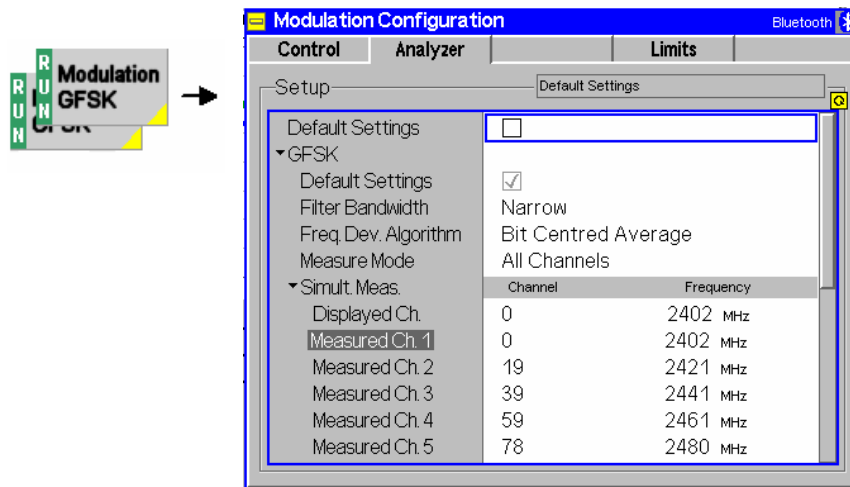 Modulation Configuration
Bluetooth
Control Analyzer Limits
RUN
RUN
Modulation
GFSK
Setup
Default Settings
Default Settings
GFSK
Default Settings
Filter Bandwidth Narrow
Freq. Dev. Algorithm Bit Centred Average
Measure Mode All Channels
Simult. Meas. Channel Frequency
Displayed Ch. 0 2402 MHz
Measured Ch. 1 0 2402 MHz
Measured Ch. 2 19 2421 MHz
Measured Ch. 3 39 2441 MHz
Measured Ch. 4 59 2461 MHz
Measured Ch. 5 78 2480 MHz